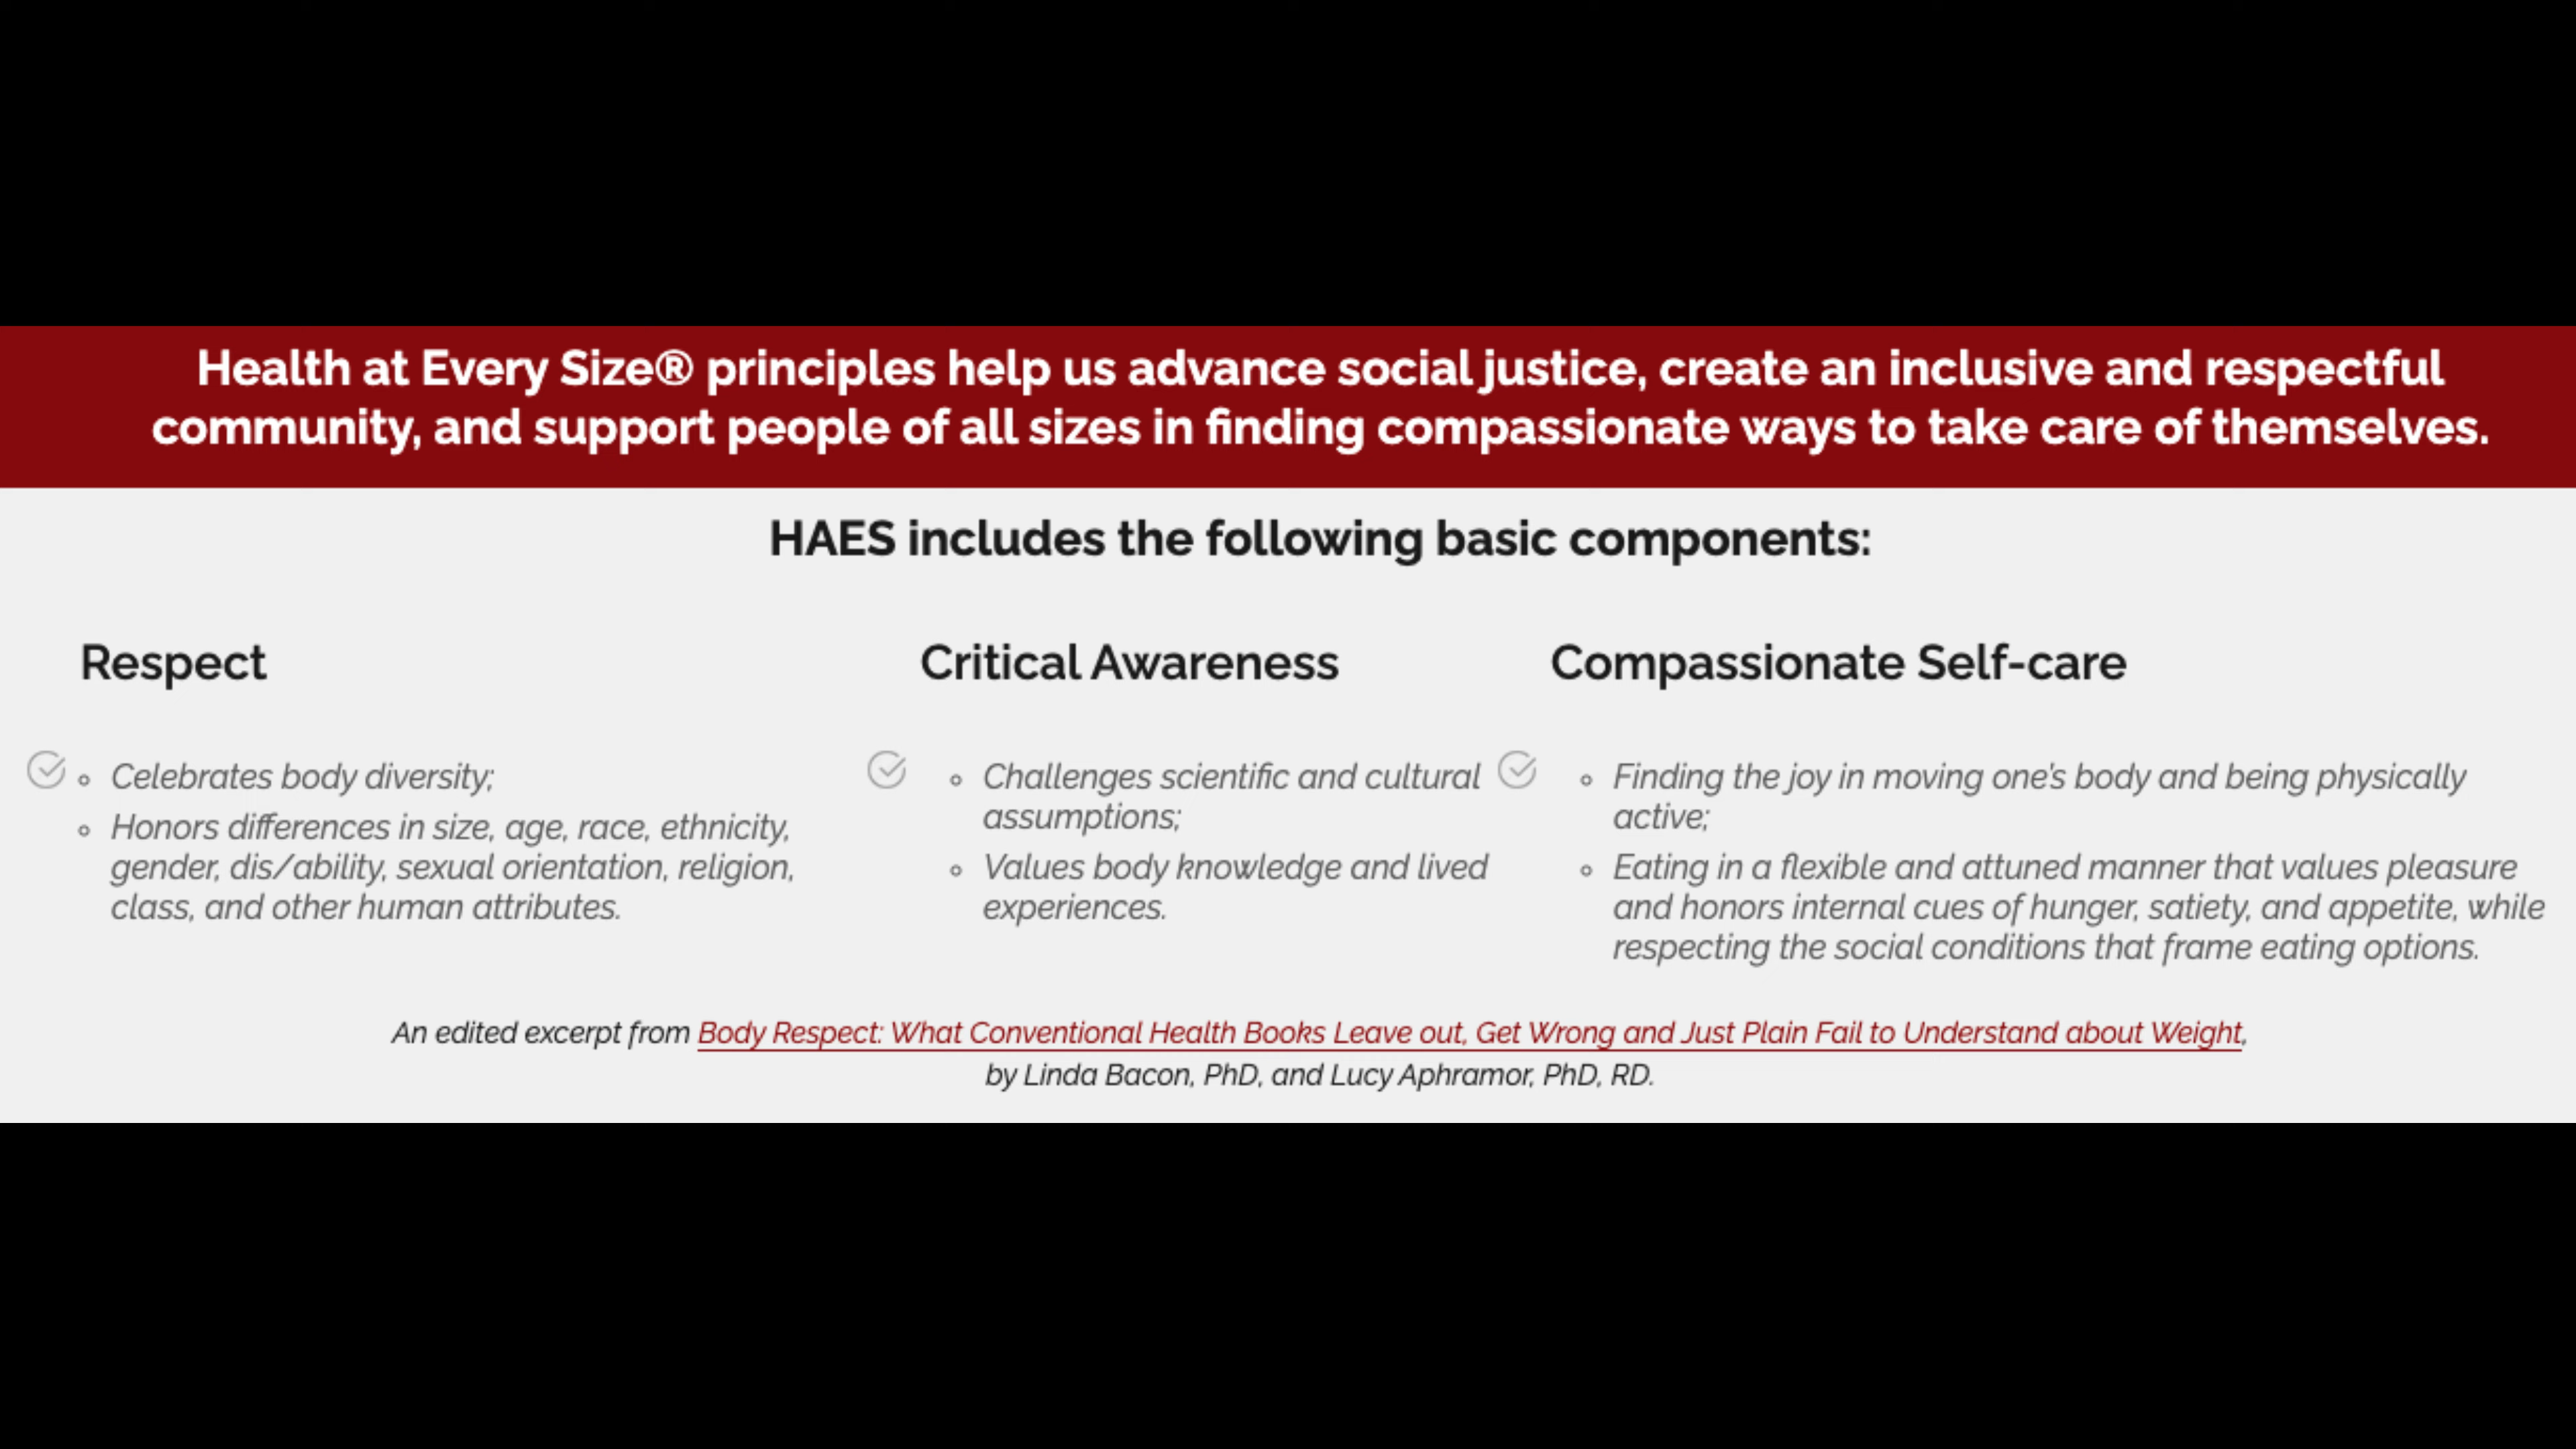 Health at Every Size® principles help us advance social justice, create an inclusive and respectful
community, and support people of all sizes in finding compassionate ways to take care of themselves.
HAES includes the following basic components:
Respect
Celebrates body diversity;
Honors differences in size, age, race, ethnicity,
gender, dis/ability, sexual orientation, religion,
class, and other human attributes.
Critical Awareness
Challenges scientific and cultural
assumptions;
Values body knowledge and lived
experiences.
Compassionate Self-care
Finding the joy in moving one's body and being physically
active;
Eating in a flexible and attuned manner that values pleasure
and honors internal cues of hunger, satiety, and appetite, while
respecting the social conditions that frame eating options.
An edited excerpt from Body Respect: What Conventional Health Books Leave out, Get Wrong and Just Plain Fail to Understand about Weight,
by Linda Bacon, PhD, and Lucy Aphramor, PhD, RD.